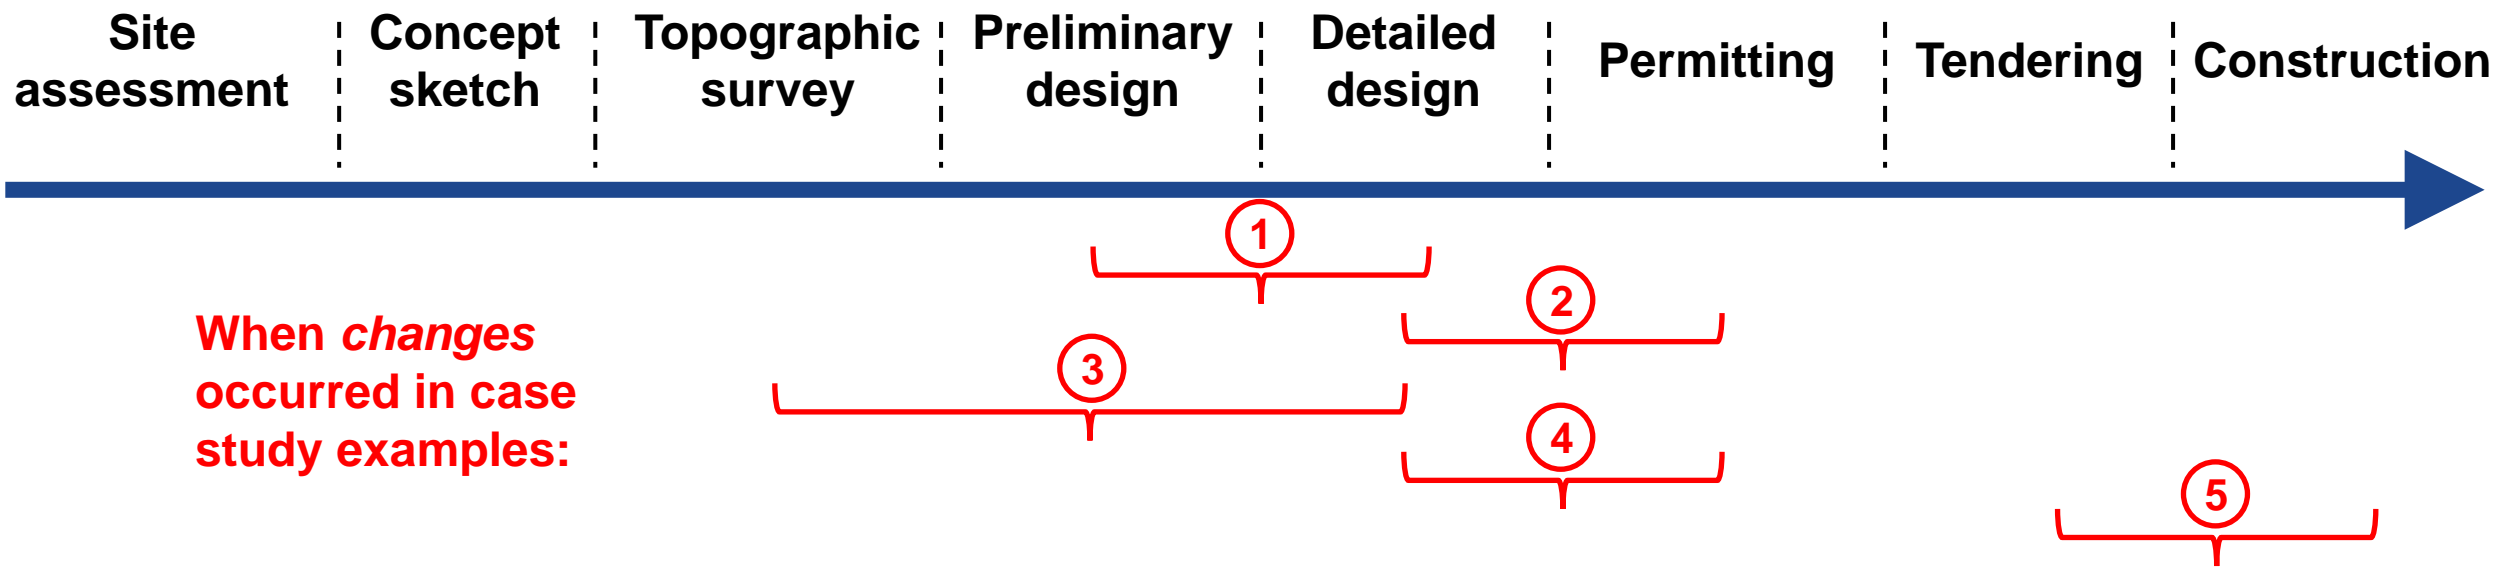 Site
assessment
Concept
sketch
Topographic
survey
Preliminary
design
Detailed
design
Permitting
Tendering
Construction
1
2
3
4
5
When changes
occurred in case
study examples: